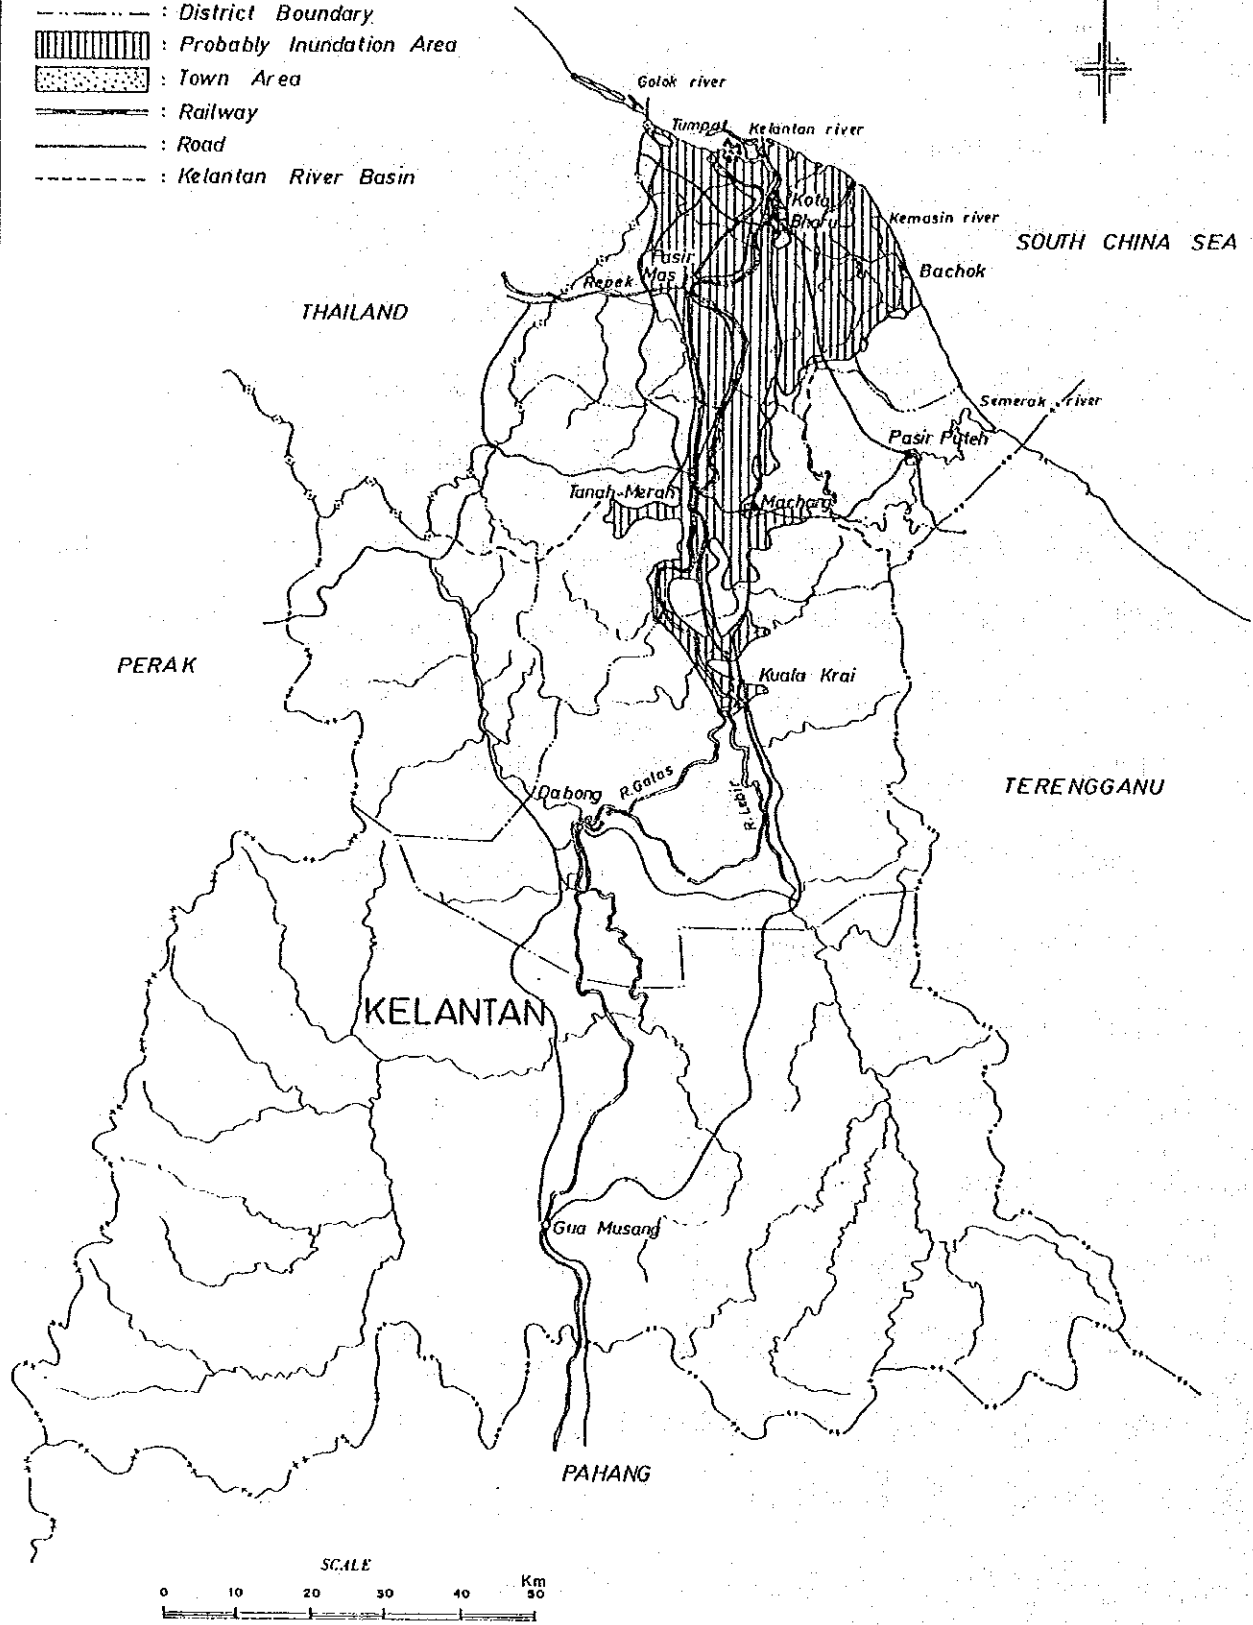 : District Boundary
: Probably Inundation Area
: Town Area
: Railway
: Road
: Kelantan River Basin
Golok river
Tumpat
Kelantan river
Kota
Bharu
Kemasin river
SOUTH CHINA SEA
Pasir
Mas
Repek
Bachok
THAILAND
Semerak river
Pasir Puteh
Tanah-Merah
Machang
PERAK
Kuala Krai
Dabong
R.Galas
R.Lebir
TERENGGANU
KELANTAN
Gua Musang
PAHANG
SCALE
Km
0 10 20 30 40 50